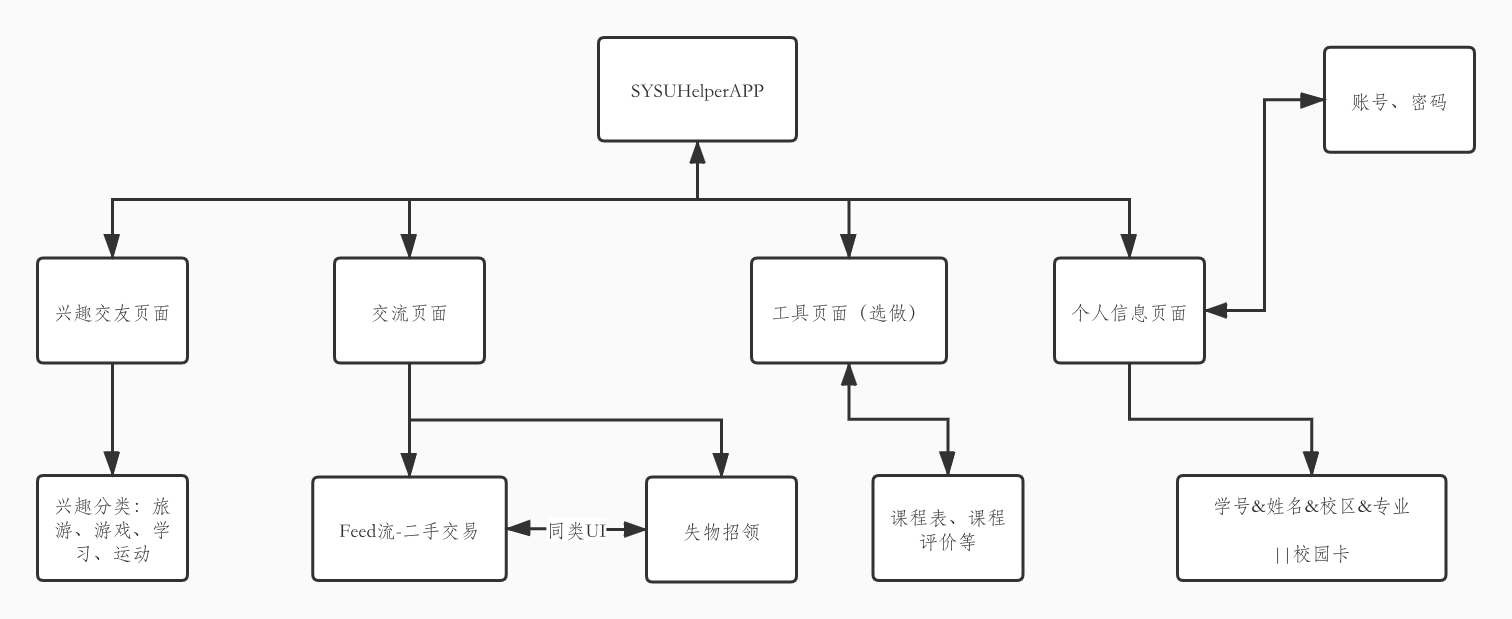 SYSUHelperAPP
账号、密码
兴趣交友页面
交流页面
工具页面（选做）
个人信息页面
兴趣分类：旅
游、游戏、学
习、运动
Feed流-二手交易
同类UI
失物招领
课程表、课程
评价等
学号&姓名&校区&专业
||校园卡